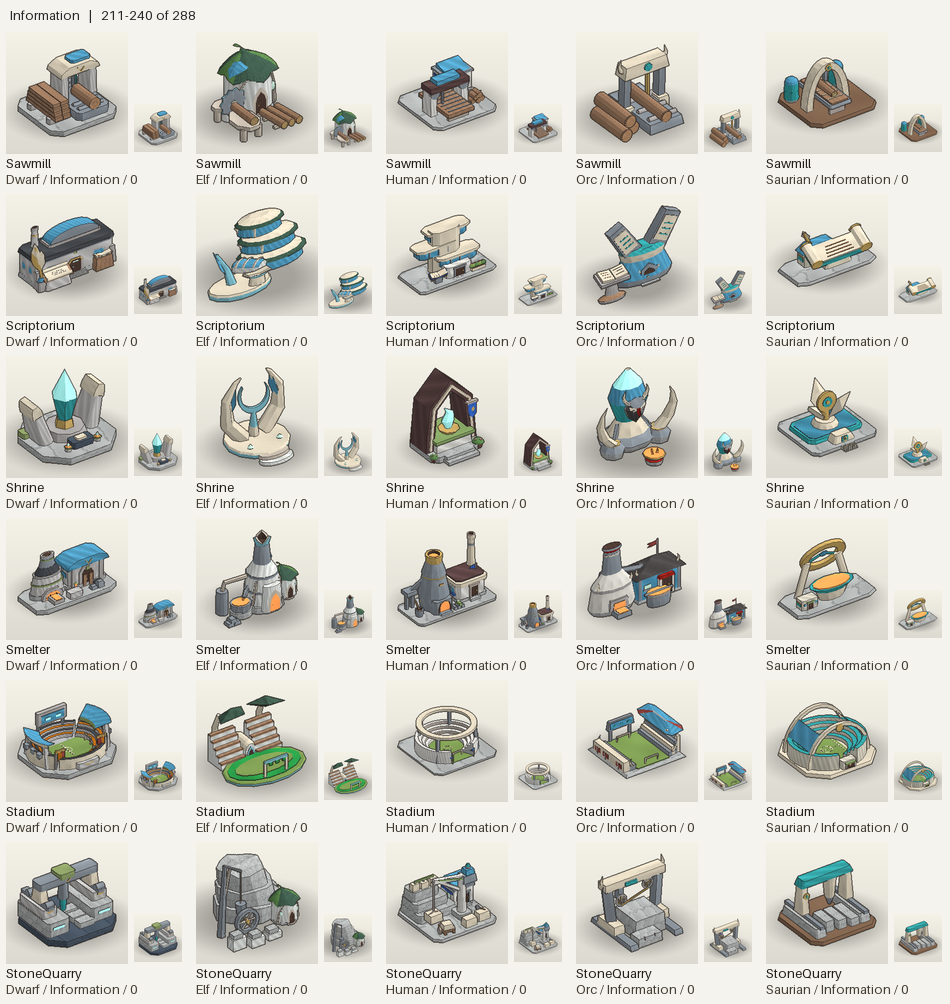 Information | 211-240 of 288
Sawmill Sawmill Sawmill Sawmill Sawmill
Dwarf / Information / 0 Elf / Information / 0 Human / Information / 0 Orc / Information / 0 Saurian / Information / 0
Scriptorium Scriptorium Scriptorium Scriptorium Scriptorium
Dwarf / Information / 0 Elf / Information / 0 Human / Information / 0 Orc / Information / 0 Saurian / Information / 0
Shrine Shrine Shrine Shrine Shrine
Dwarf / Information / 0 Elf / Information / 0 Human / Information / 0 Orc / Information / 0 Saurian / Information / 0
Smelter Smelter Smelter Smelter Smelter
Dwarf / Information / 0 Elf / Information / 0 Human / Information / 0 Orc / Information / 0 Saurian / Information / 0
Stadium Stadium Stadium Stadium Stadium
Dwarf / Information / 0 Elf / Information / 0 Human / Information / 0 Orc / Information / 0 Saurian / Information / 0
StoneQuarry StoneQuarry StoneQuarry StoneQuarry StoneQuarry
Dwarf / Information / 0 Elf / Information / 0 Human / Information / 0 Orc / Information / 0 Saurian / Information / 0